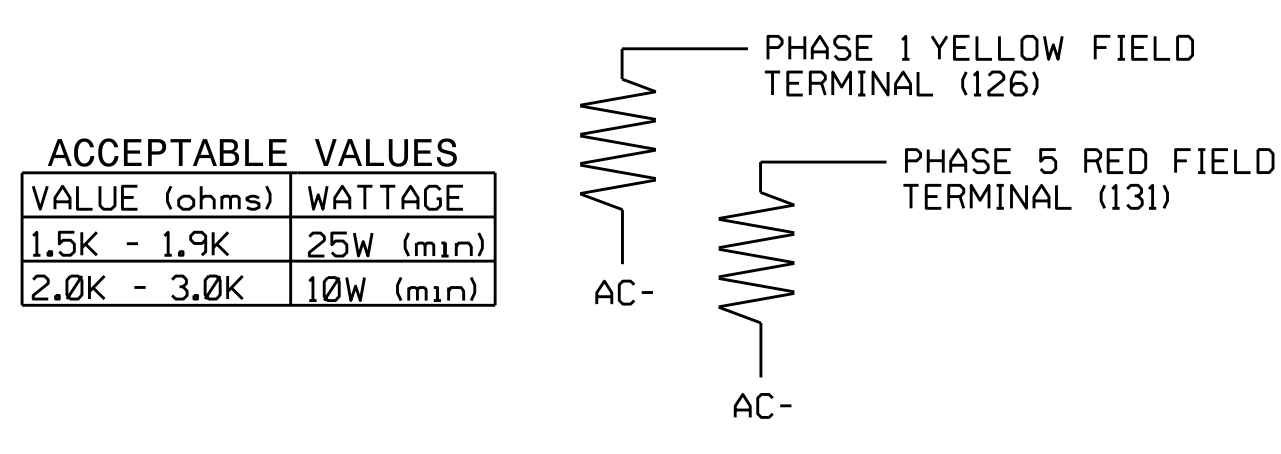 ACCEPTABLE VALUES
VALUE (ohms) WATTAGE
1.5K - 1.9K 25W (min)
2.0K - 3.0K 10W (min)
PHASE 1 YELLOW FIELD
TERMINAL (126)
AC-
PHASE 5 RED FIELD
TERMINAL (131)
AC-